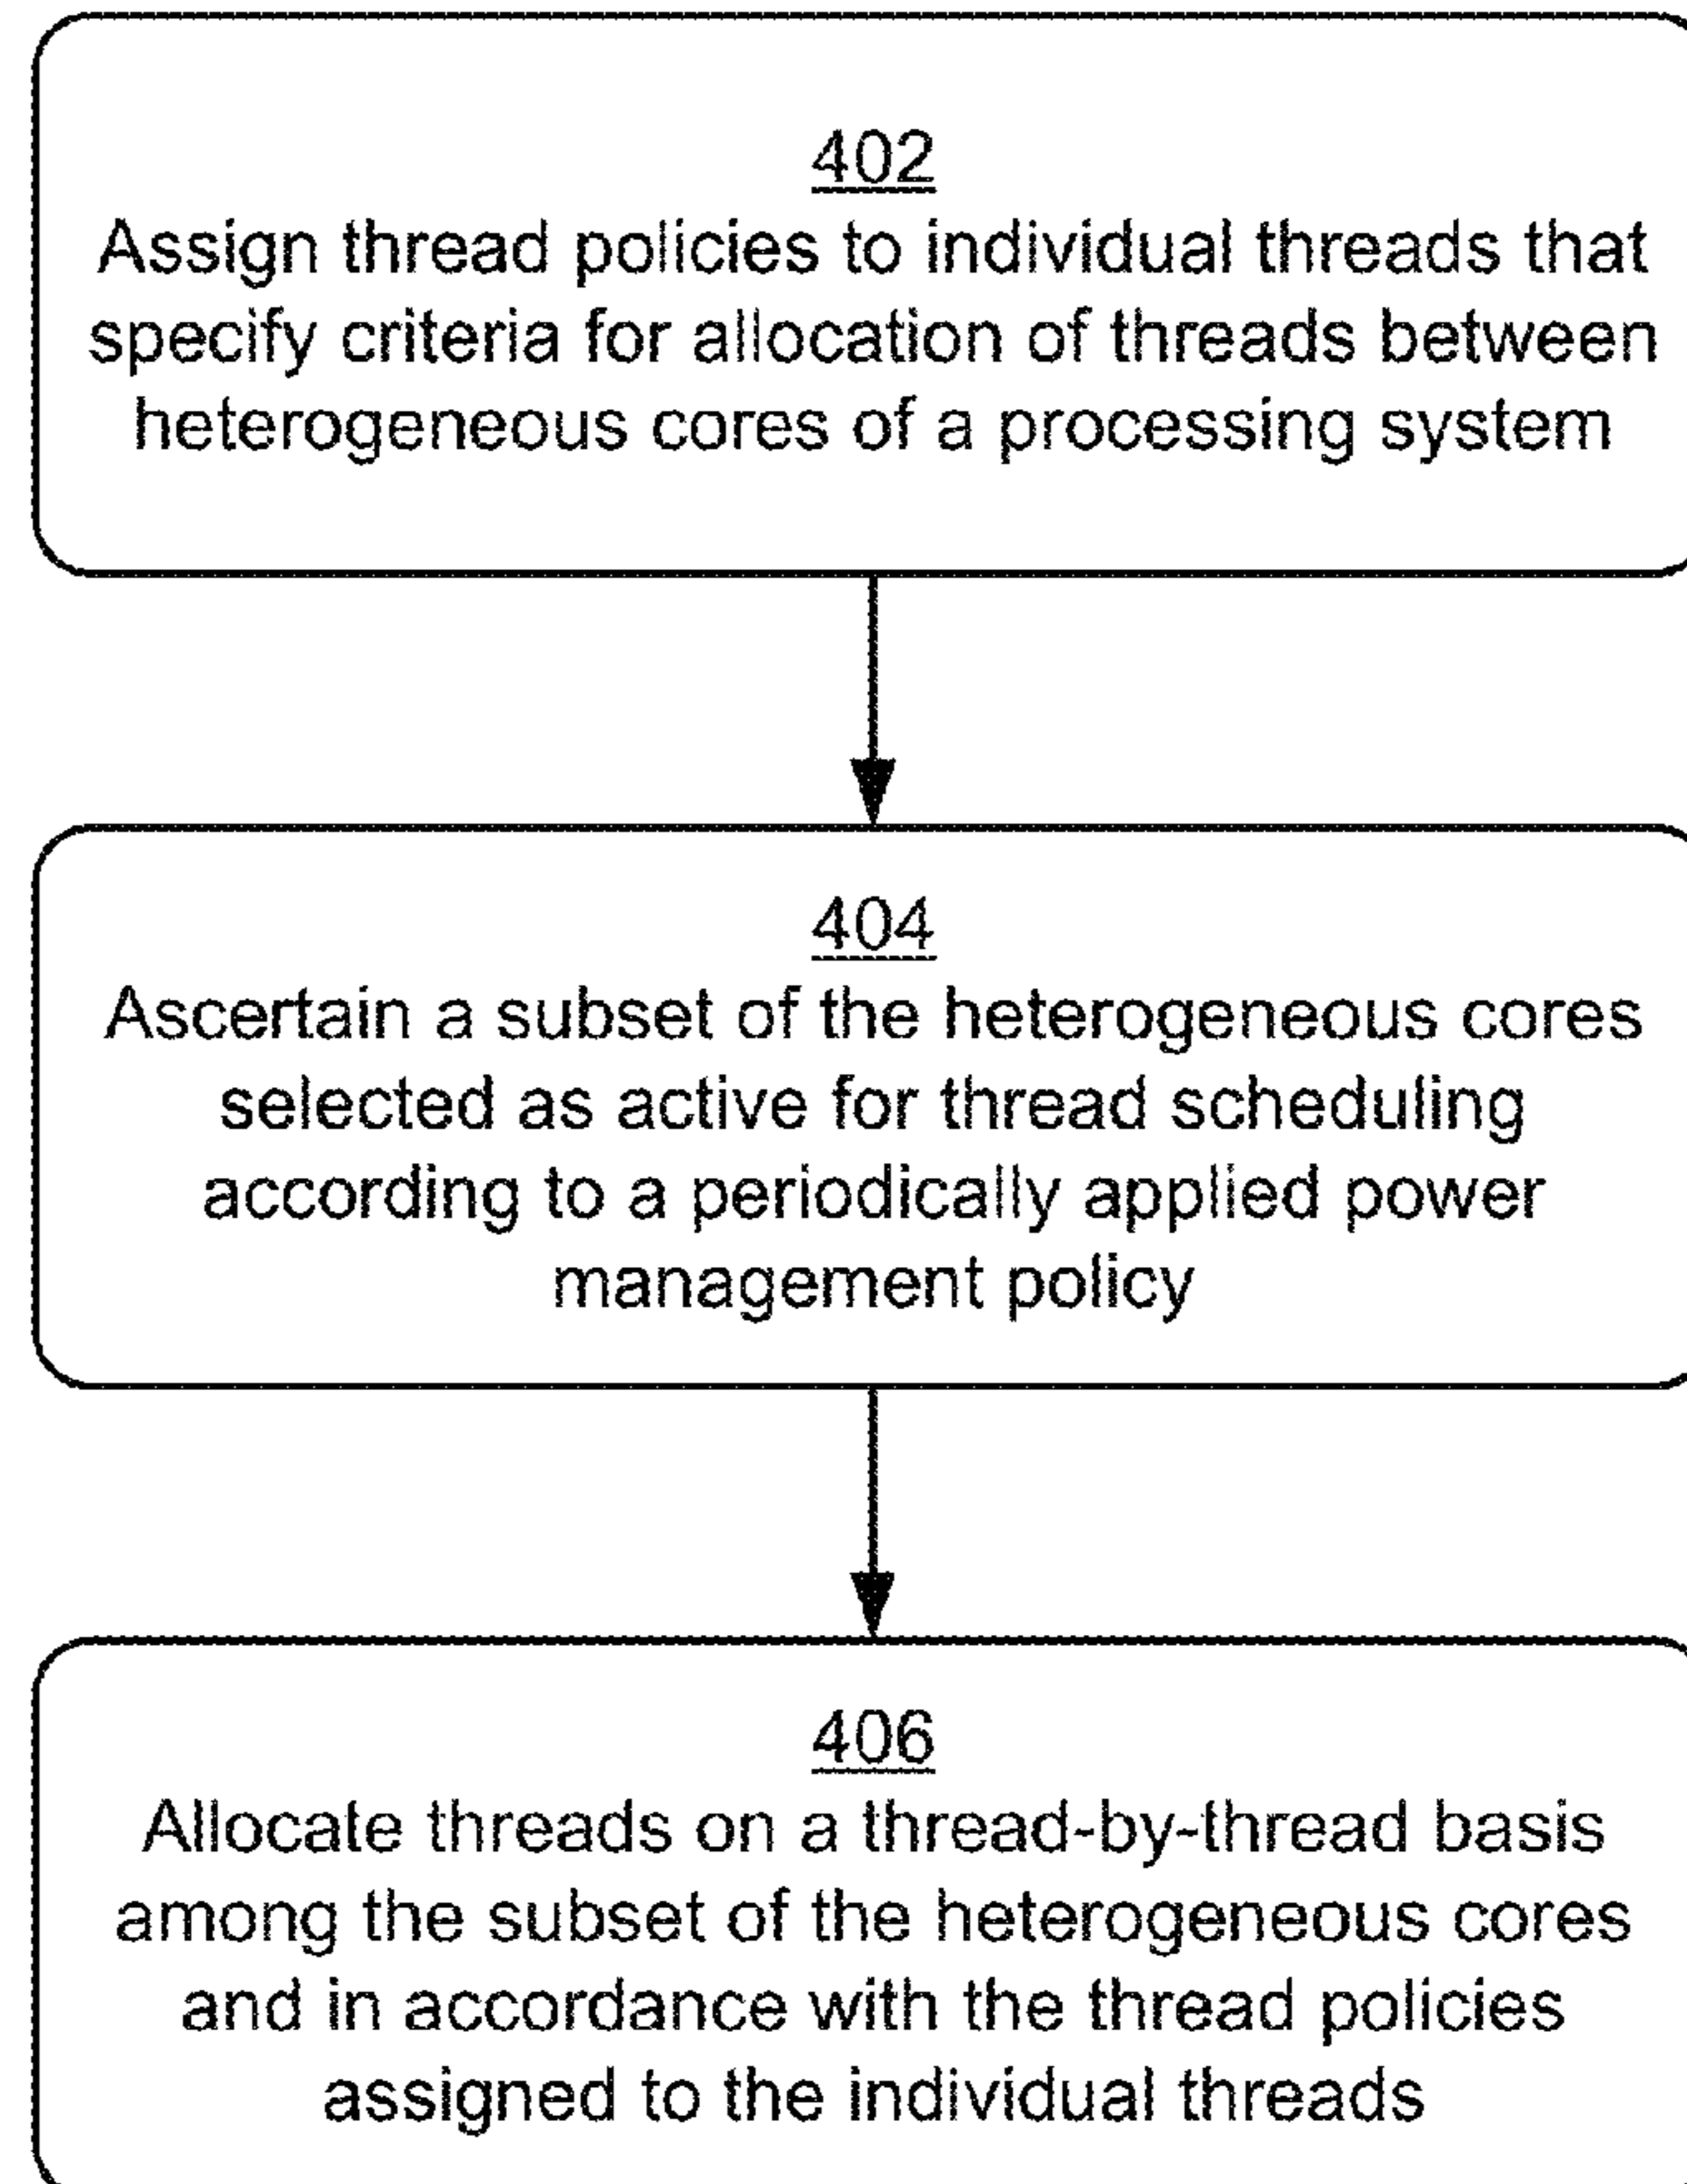 402
Assign thread policies to individual threads that
specify criteria for allocation of threads between
heterogeneous cores of a processing system
404
Ascertain a subset of the heterogeneous cores
selected as active for thread scheduling
according to a periodically applied power
management policy
406
Allocate threads on a thread-by-thread basis
among the subset of the heterogeneous cores
and in accordance with the thread policies
assigned to the individual threads